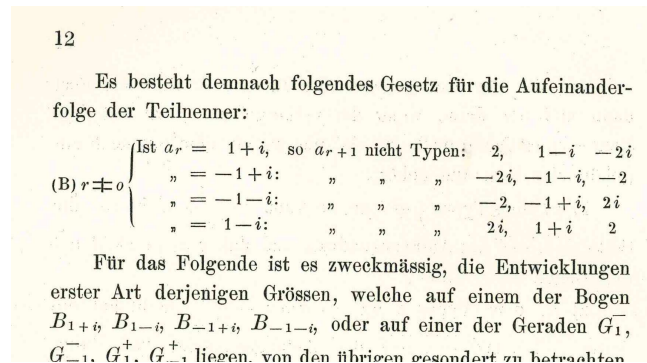 12
Es besteht demnach folgendes Gesetz für die Aufeinander-
folge der Teilnenner:
(B) r ≠ o { Ist a_r = 1+i, so a_{r+1} nicht Typen: 2, 1−i −2i
„ = −1+i: „ „ „ −2i, −1−i, −2
„ = −1−i: „ „ „ −2, −1+i, 2i
„ = 1−i: „ „ „ 2i, 1+i 2
Für das Folgende ist es zweckmässig, die Entwicklungen
erster Art derjenigen Grössen, welche auf einem der Bogen
B_{1+i}, B_{1−i}, B_{−1+i}, B_{−1−i}, oder auf einer der Geraden G_1^−,
G_{−1}^−, G_1^+, G_{−1}^+ liegen, von den übrigen gesondert zu betrachten.